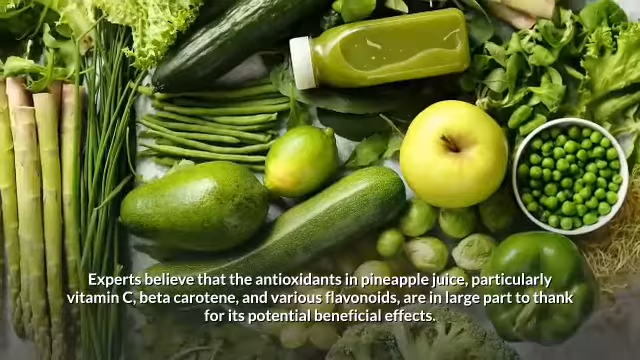 Experts believe that the antioxidants in pineapple juice, particularly
vitamin C, beta carotene, and various flavonoids, are in large part to thank
for its potential beneficial effects.